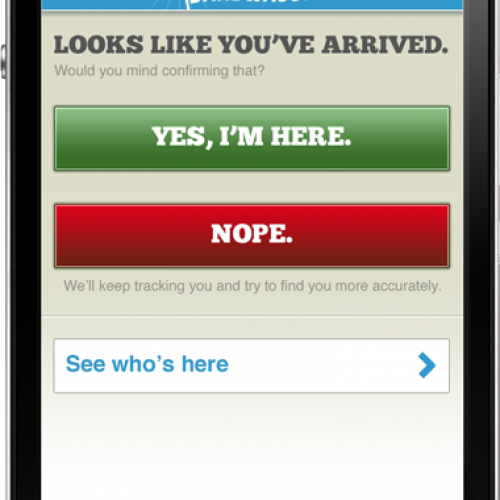 LOOKS LIKE YOU'VE ARRIVED.
Would you mind confirming that?
YES, I'M HERE.
NOPE.
We'll keep tracking you and try to find you more accurately.
See who's here